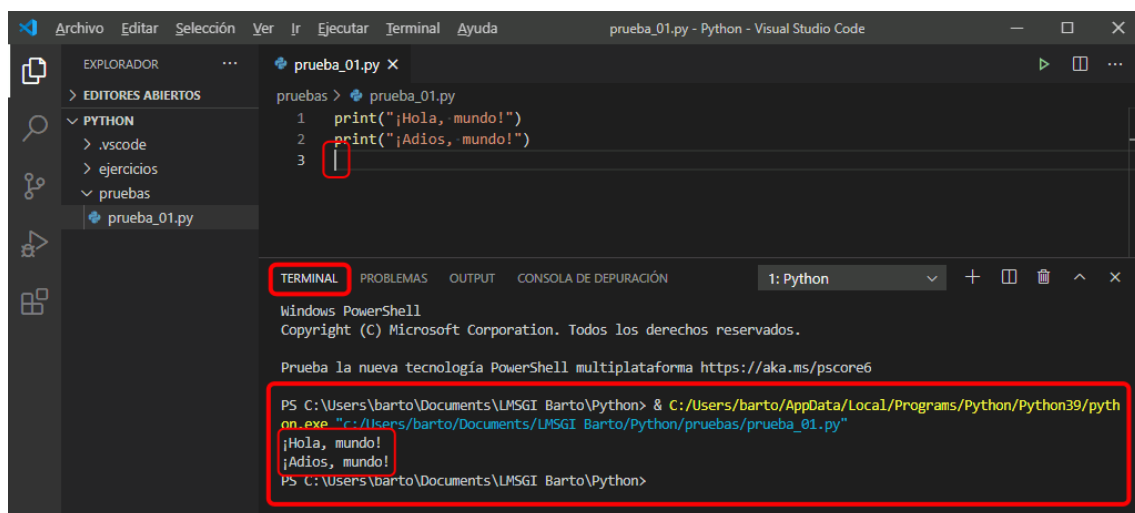 Archivo Editar Selección Ver Ir Ejecutar Terminal Ayuda prueba_01.py - Python - Visual Studio Code
EXPLORADOR
EDITORES ABIERTOS
PYTHON
.vscode
ejercicios
pruebas
prueba_01.py
prueba_01.py
pruebas > prueba_01.py
1 print("¡Hola, mundo!")
2 print("¡Adios, mundo!")
3
TERMINAL PROBLEMAS OUTPUT CONSOLA DE DEPURACIÓN 1: Python
Windows PowerShell
Copyright (C) Microsoft Corporation. Todos los derechos reservados.
Prueba la nueva tecnología PowerShell multiplataforma https://aka.ms/pscore6
PS C:\Users\barto\Documents\LMSGI Barto\Python> & C:/Users/barto/AppData/Local/Programs/Python/Python39/pyth
on.exe "c:/Users/barto/Documents/LMSGI Barto/Python/pruebas/prueba_01.py"
¡Hola, mundo!
¡Adios, mundo!
PS C:\Users\barto\Documents\LMSGI Barto\Python>